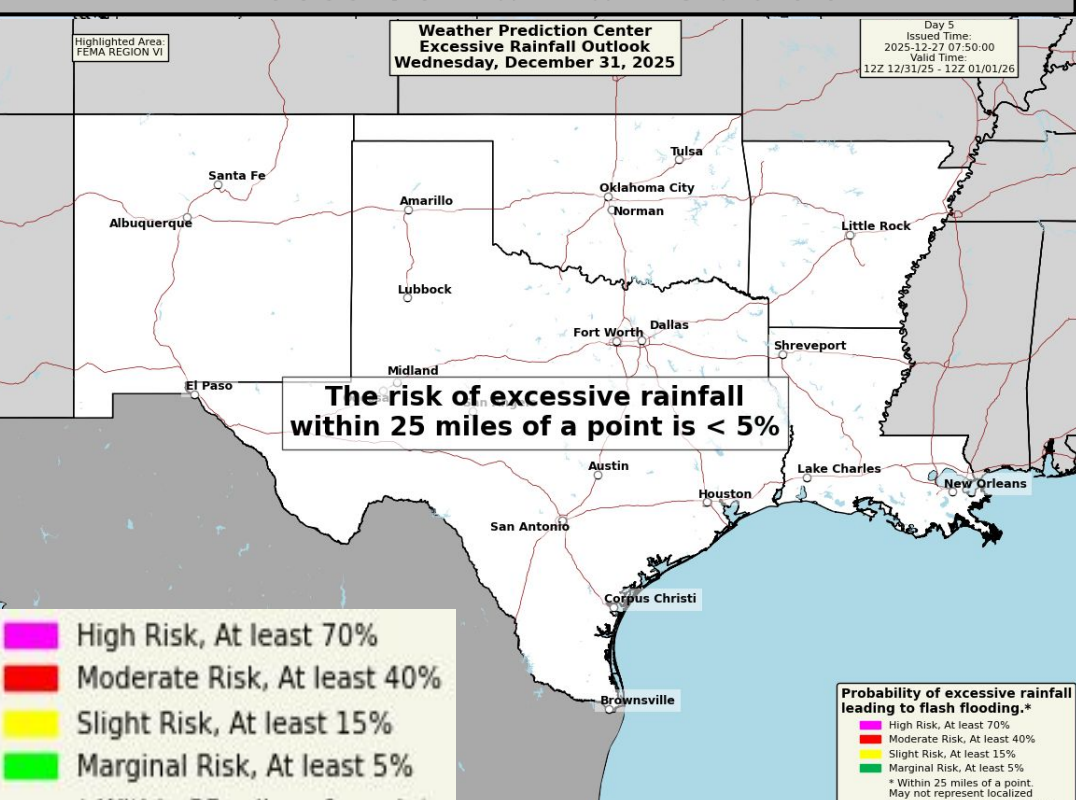 Highlighted Area:
FEMA REGION VI
Weather Prediction Center
Excessive Rainfall Outlook
Wednesday, December 31, 2025
Day 5
Issued Time:
2025-12-27 07:50:00
Valid Time:
12Z 12/31/25 - 12Z 01/01/26
Tulsa
Santa Fe
Oklahoma City
Amarillo
Norman
Albuquerque
Little Rock
Lubbock
Fort Worth
Dallas
Shreveport
Midland
El Paso
The risk of excessive rainfall
within 25 miles of a point is < 5%
Austin
Lake Charles
New Orleans
Houston
San Antonio
Corpus Christi
Brownsville
High Risk, At least 70%
Moderate Risk, At least 40%
Slight Risk, At least 15%
Marginal Risk, At least 5%
Probability of excessive rainfall
leading to flash flooding.*
High Risk, At least 70%
Moderate Risk, At least 40%
Slight Risk, At least 15%
Marginal Risk, At least 5%
* Within 25 miles of a point.
May not represent localized